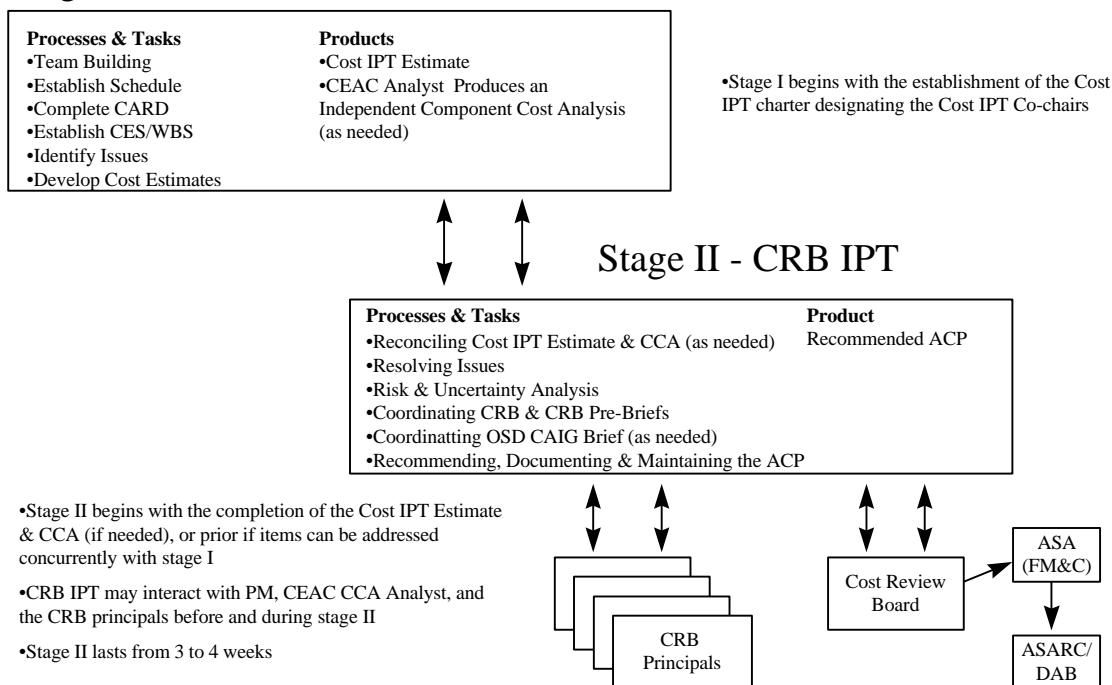 Processes & Tasks
•Team Building
•Establish Schedule
•Complete CARD
•Establish CES/WBS
•Identify Issues
•Develop Cost Estimates
Products
•Cost IPT Estimate
•CEAC Analyst Produces an
Independent Component Cost Analysis
(as needed)
•Stage I begins with the establishment of the Cost
IPT charter designating the Cost IPT Co-chairs
Stage II - CRB IPT
Processes & Tasks
•Reconciling Cost IPT Estimate & CCA (as needed)
•Resolving Issues
•Risk & Uncertainty Analysis
•Coordinating CRB & CRB Pre-Briefs
•Coordinatting OSD CAIG Brief (as needed)
•Recommending, Documenting & Maintaining the ACP
Product
Recommended ACP
•Stage II begins with the completion of the Cost IPT Estimate
& CCA (if needed), or prior if items can be addressed
concurrently with stage I
•CRB IPT may interact with PM, CEAC CCA Analyst, and
the CRB principals before and during stage II
•Stage II lasts from 3 to 4 weeks
CRB
Principals
Cost Review
Board
ASA
(FM&C)
ASARC/
DAB